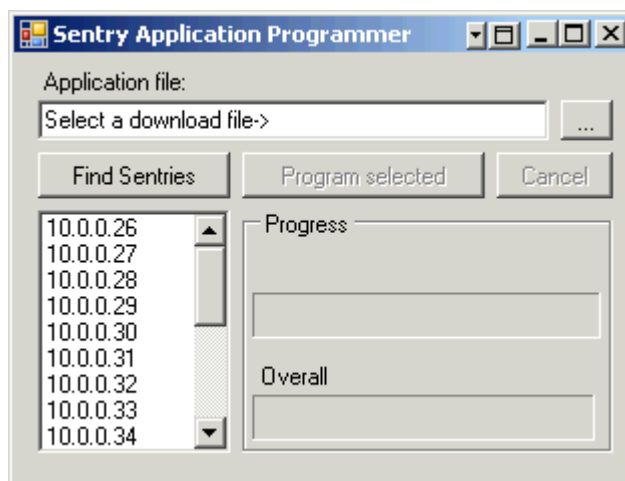 Sentry Application Programmer
Application file:
Select a download file->
...
Find Sentries
Program selected
Cancel
10.0.0.26
10.0.0.27
10.0.0.28
10.0.0.29
10.0.0.30
10.0.0.31
10.0.0.32
10.0.0.33
10.0.0.34
Progress
Overall